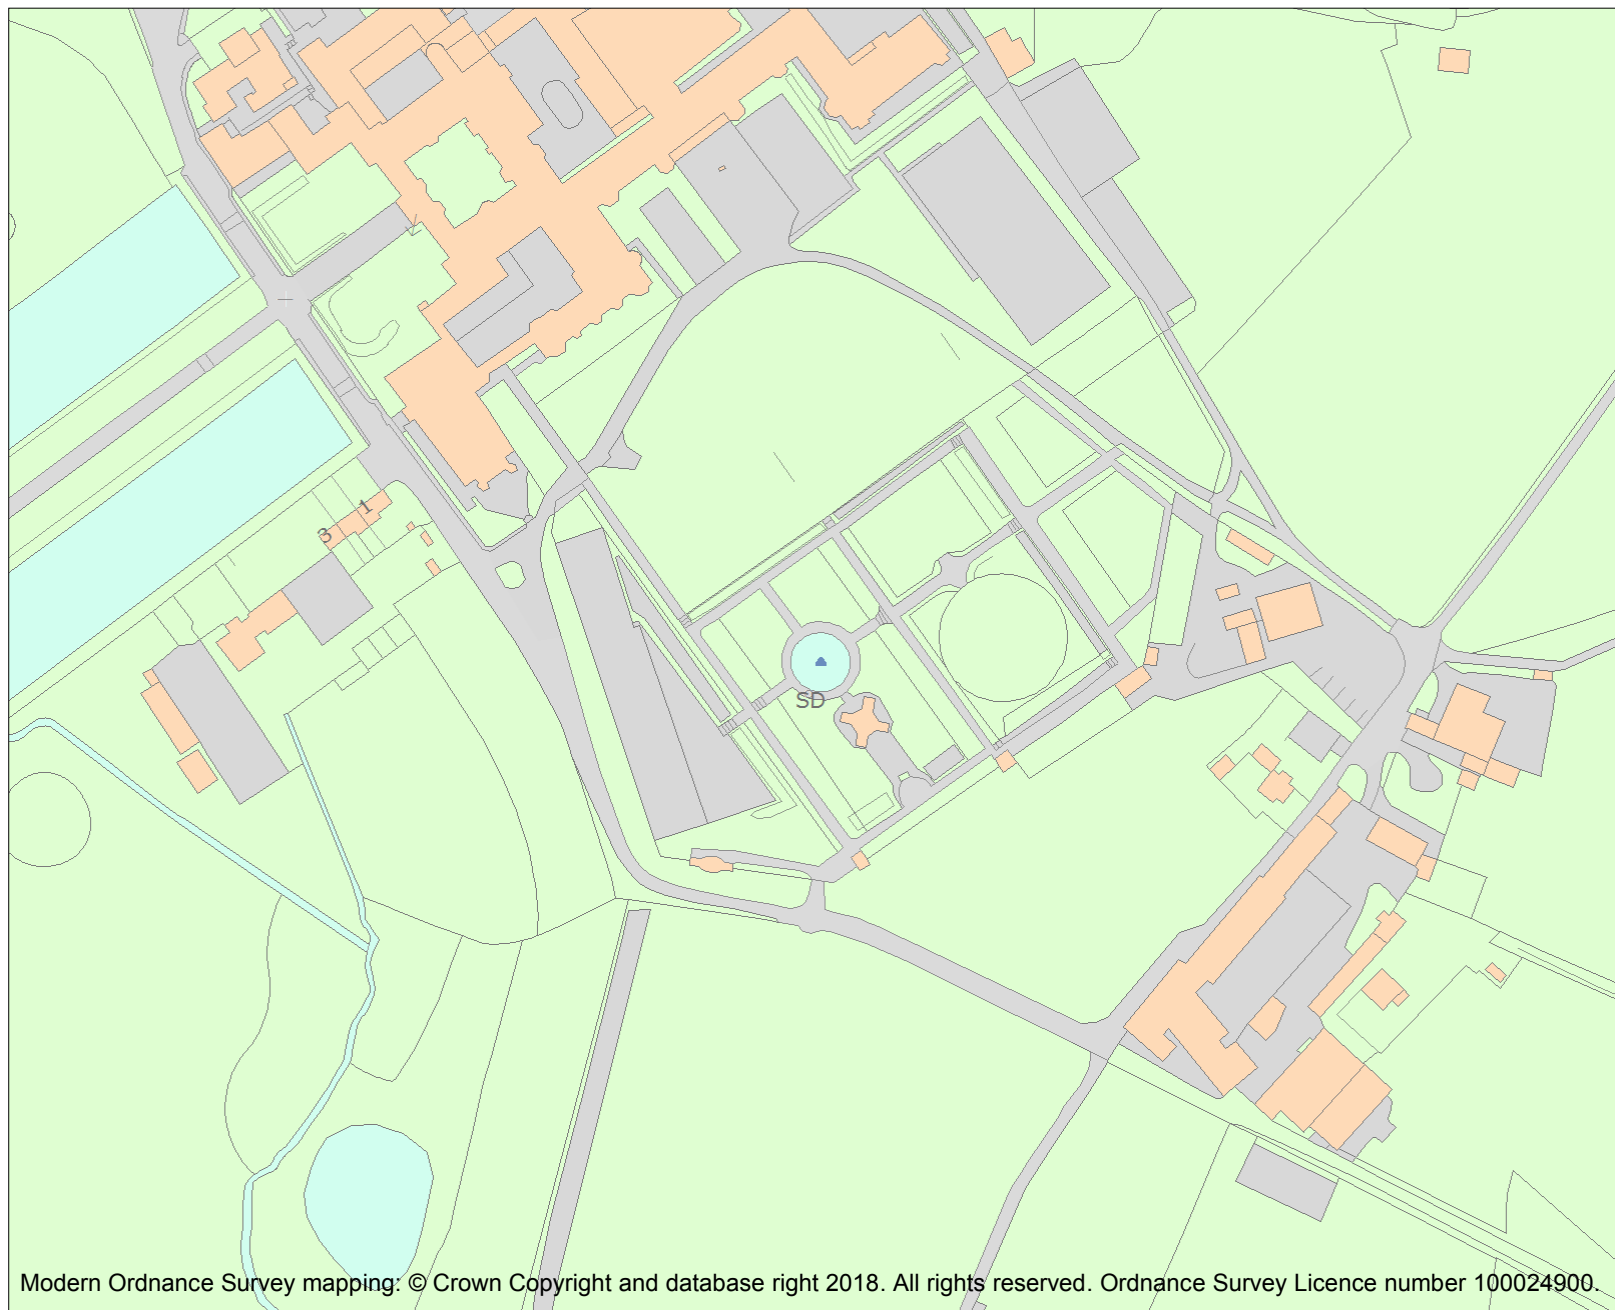 1
3
SD
Modern Ordnance Survey mapping: © Crown Copyright and database right 2018. All rights reserved. Ordnance Survey Licence number 100024900.